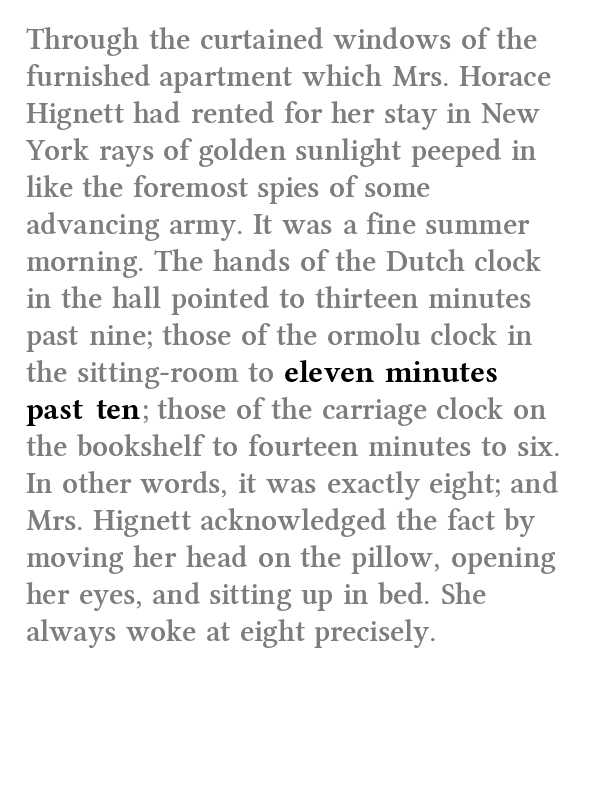 Through the curtained windows of the
furnished apartment which Mrs. Horace
Hignett had rented for her stay in New
York rays of golden sunlight peeped in
like the foremost spies of some
advancing army. It was a fine summer
morning. The hands of the Dutch clock
in the hall pointed to thirteen minutes
past nine; those of the ormolu clock in
the sitting-room to eleven minutes
past ten; those of the carriage clock on
the bookshelf to fourteen minutes to six.
In other words, it was exactly eight; and
Mrs. Hignett acknowledged the fact by
moving her head on the pillow, opening
her eyes, and sitting up in bed. She
always woke at eight precisely.